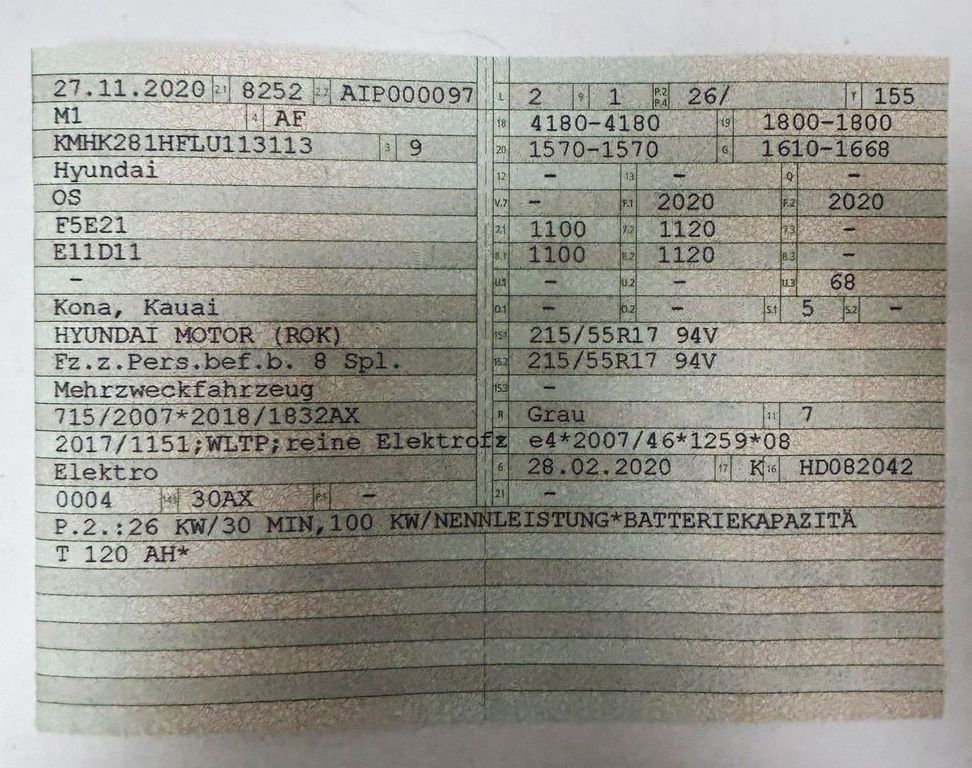 27.11.2020 2.1 8252 2.2 AIP000097
M1 4 AF
KMHK281HFLU113113 3 9
Hyundai
OS
F5E21
E11D11
-
Kona, Kauai
HYUNDAI MOTOR (ROK)
Fz.z.Pers.bef.b. 8 Spl.
Mehrzweckfahrzeug
715/2007*2018/1832AX
2017/1151;WLTP;reine Elektrofz
Elektro
0004 14.1 30AX P.1 -
L 2 9 1 P.2 P.4 26/ T 155
18 4180-4180 19 1800-1800
20 1570-1570 G 1610-1668
12 - 13 - Q -
V.7 - F.1 2020 F.2 2020
7.1 1100 7.2 1120 7.3 -
8.1 1100 8.2 1120 8.3 -
U.1 - U.2 - U.3 68
O.1 - O.2 - S.1 5 S.2 -
15.1 215/55R17 94V
15.2 215/55R17 94V
15.3 -
R Grau 11 7
e4*2007/46*1259*08
6 28.02.2020 17 K 16 HD082042
21 -
P.2.:26 KW/30 MIN,100 KW/NENNLEISTUNG*BATTERIEKAPAZITÄ
T 120 AH*